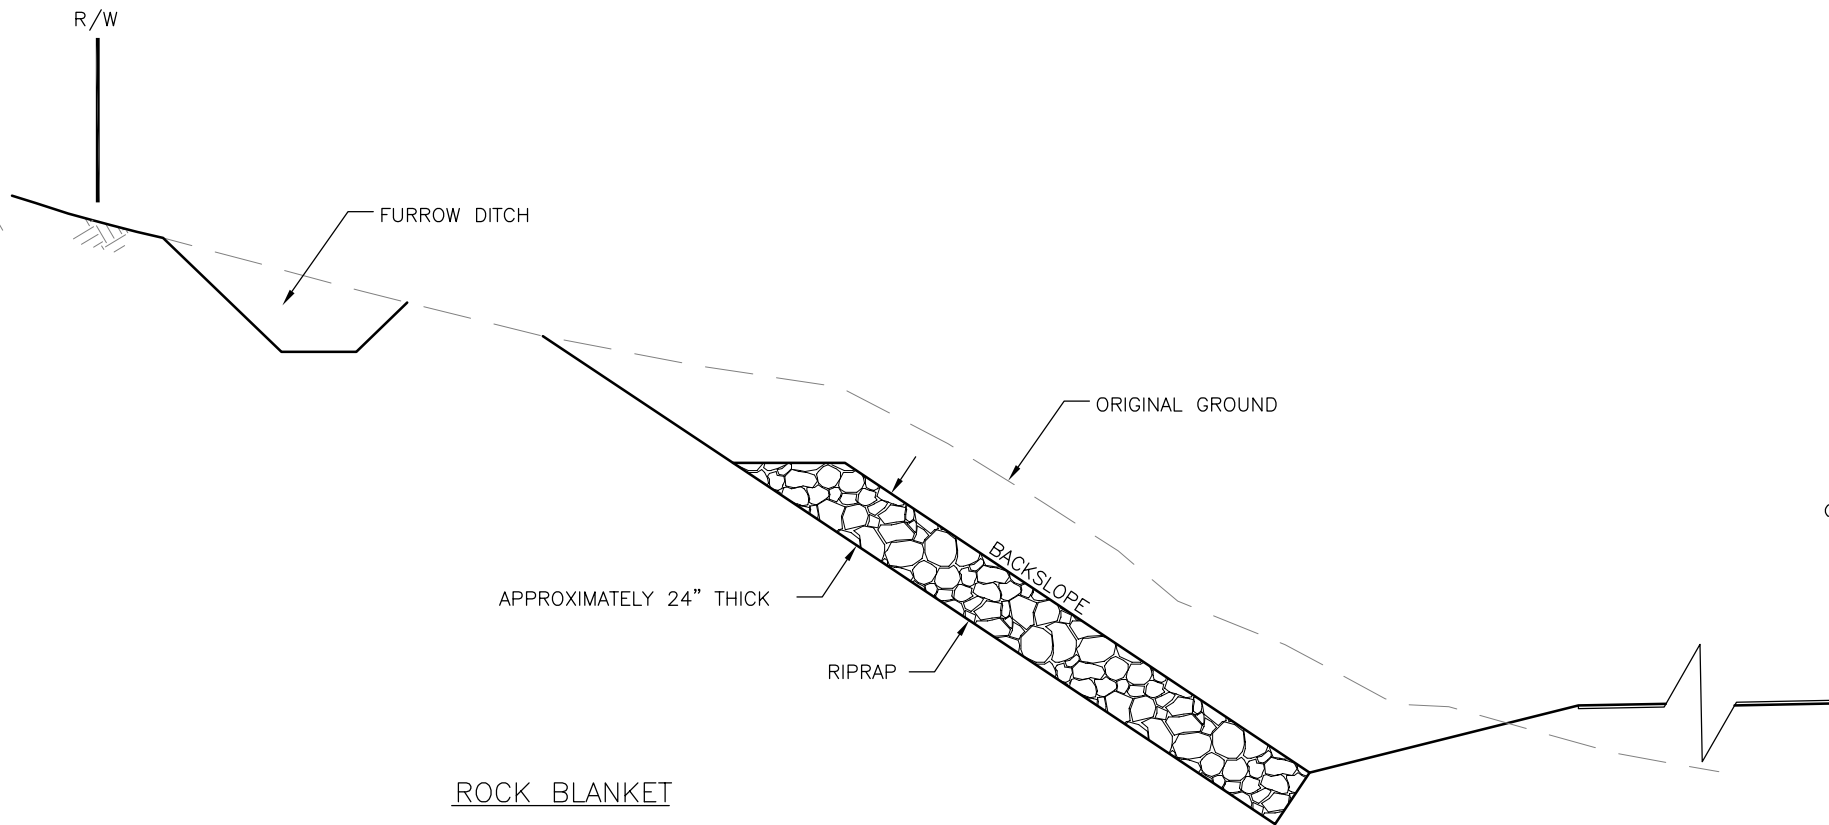 R/W
FURROW DITCH
ORIGINAL GROUND
BACKSLOPE
APPROXIMATELY 24” THICK
RIPRAP
ROCK BLANKET